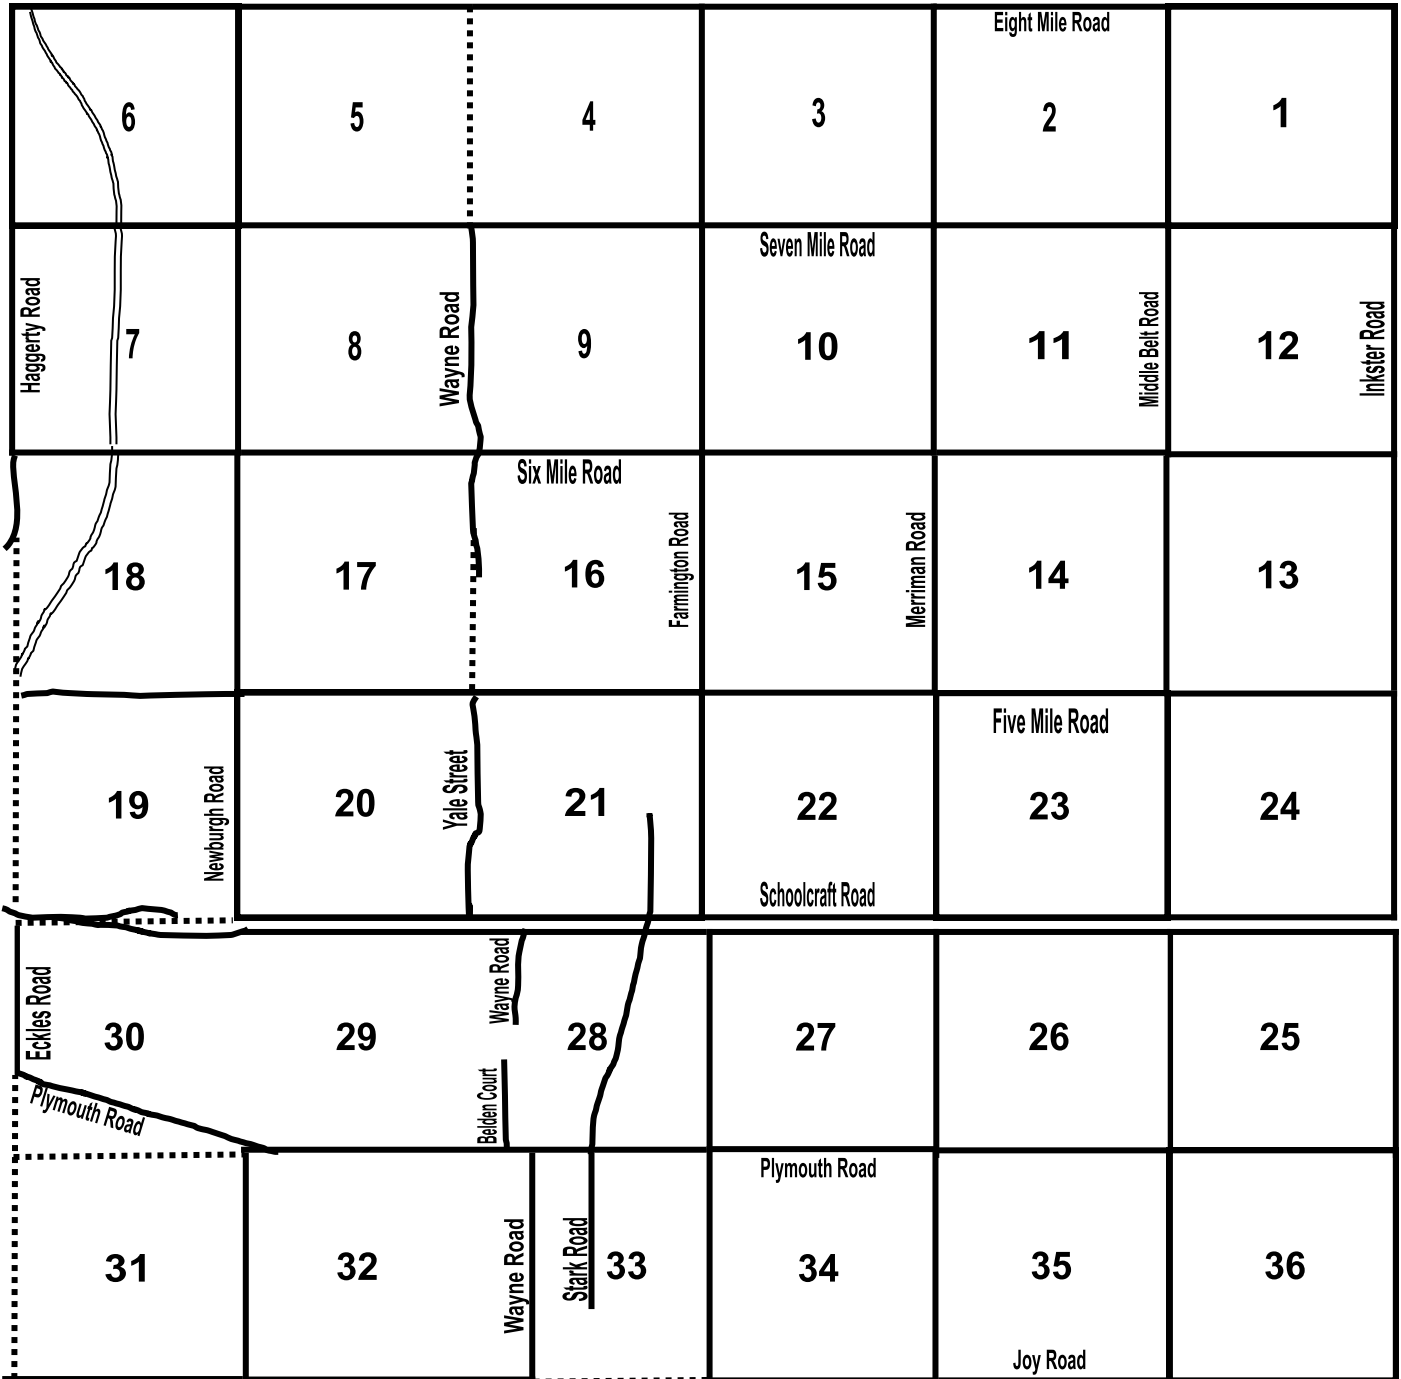 Eight Mile Road
6
5
4
3
2
1
Seven Mile Road
Haggerty Road
7
8
Wayne Road
9
10
11
Middle Belt Road
12
Inkster Road
Six Mile Road
18
17
16
Farmington Road
15
Merriman Road
14
13
Five Mile Road
19
Newburgh Road
20
Yale Street
21
22
23
24
Schoolcraft Road
Eckles Road
30
29
Wayne Road
28
27
26
25
Plymouth Road
Belden Court
Plymouth Road
31
32
Wayne Road
Stark Road
33
34
35
36
Joy Road